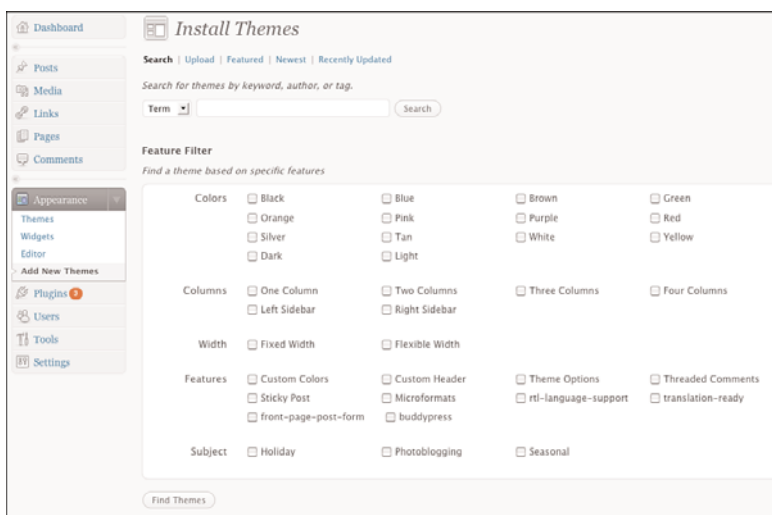 Dashboard
Posts
Media
Links
Pages
Comments
Appearance
Themes
Widgets
Editor
Add New Themes
Plugins 3
Users
Tools
Settings
Install Themes
Search | Upload | Featured | Newest | Recently Updated
Search for themes by keyword, author, or tag.
Term Search
Feature Filter
Find a theme based on specific features
Colors Black Blue Brown Green
Orange Pink Purple Red
Silver Tan White Yellow
Dark Light
Columns One Column Two Columns Three Columns Four Columns
Left Sidebar Right Sidebar
Width Fixed Width Flexible Width
Features Custom Colors Custom Header Theme Options Threaded Comments
Sticky Post Microformats rtl-language-support translation-ready
front-page-post-form buddypress
Subject Holiday Photoblogging Seasonal
Find Themes